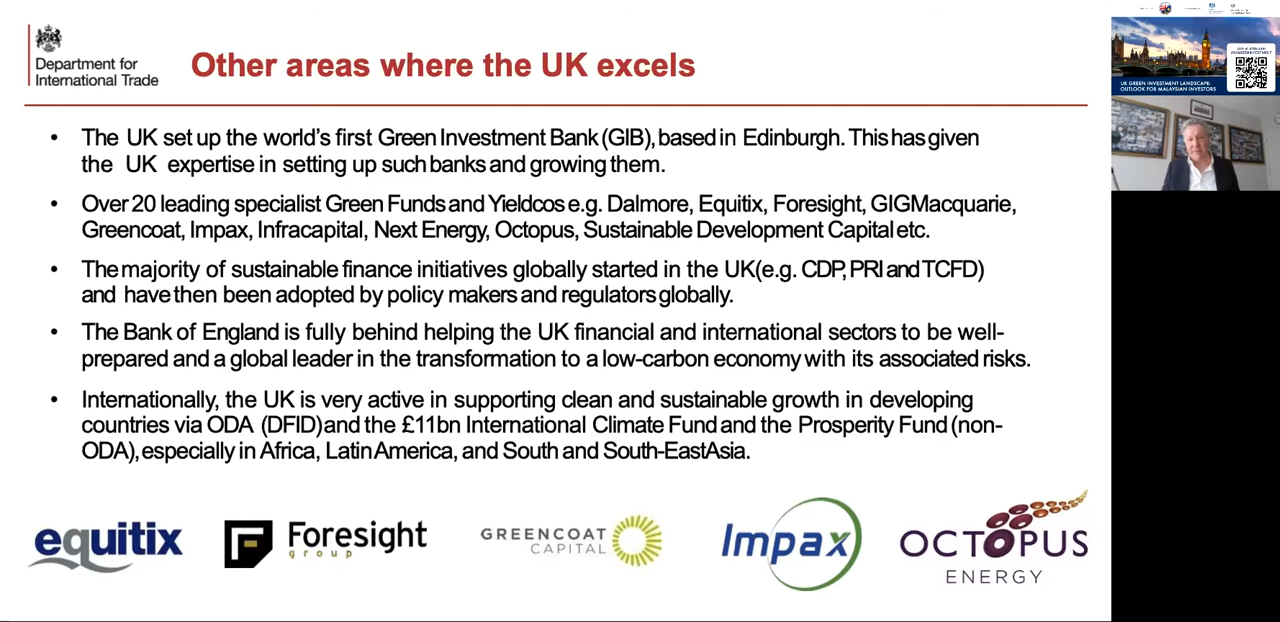 Department for
International Trade
Other areas where the UK excels
• The UK set up the world's first Green Investment Bank (GIB), based in Edinburgh. This has given
the UK expertise in setting up such banks and growing them.
• Over 20 leading specialist Green Funds and Yieldcos e.g. Dalmore, Equitix, Foresight, GIGMacquarie,
Greencoat, Impax, Infracapital, Next Energy, Octopus, Sustainable Development Capital etc.
• The majority of sustainable finance initiatives globally started in the UK (e.g. CDP, PRI and TCFD)
and have then been adopted by policy makers and regulators globally.
• The Bank of England is fully behind helping the UK financial and international sectors to be well-
prepared and a global leader in the transformation to a low-carbon economy with its associated risks.
• Internationally, the UK is very active in supporting clean and sustainable growth in developing
countries via ODA (DFID) and the £11bn International Climate Fund and the Prosperity Fund (non-
ODA), especially in Africa, Latin America, and South and South-East Asia.
equitix
F
Foresight
group
GREENCOAT
CAPITAL
Impax
OCTOPUS
ENERGY
UK GREEN INVESTMENT LANDSCAPE:
OUTLOOK FOR MALAYSIAN INVESTORS